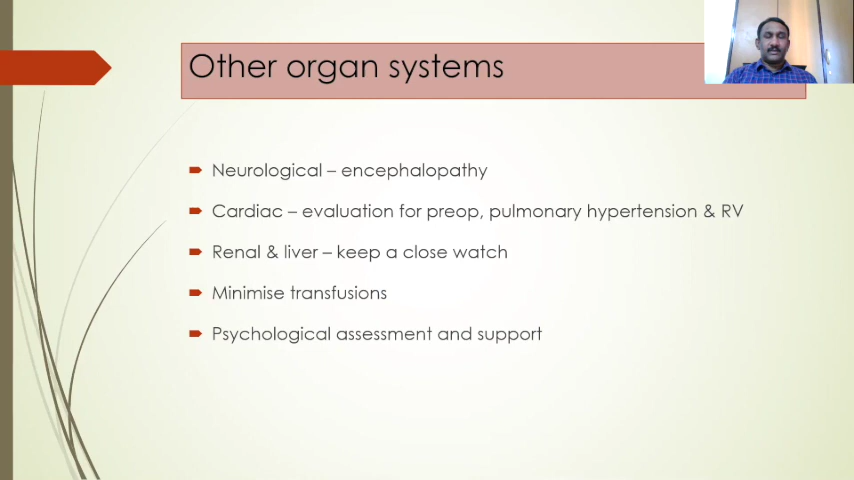 Other organ systems
Neurological – encephalopathy
Cardiac – evaluation for preop, pulmonary hypertension & RV
Renal & liver – keep a close watch
Minimise transfusions
Psychological assessment and support